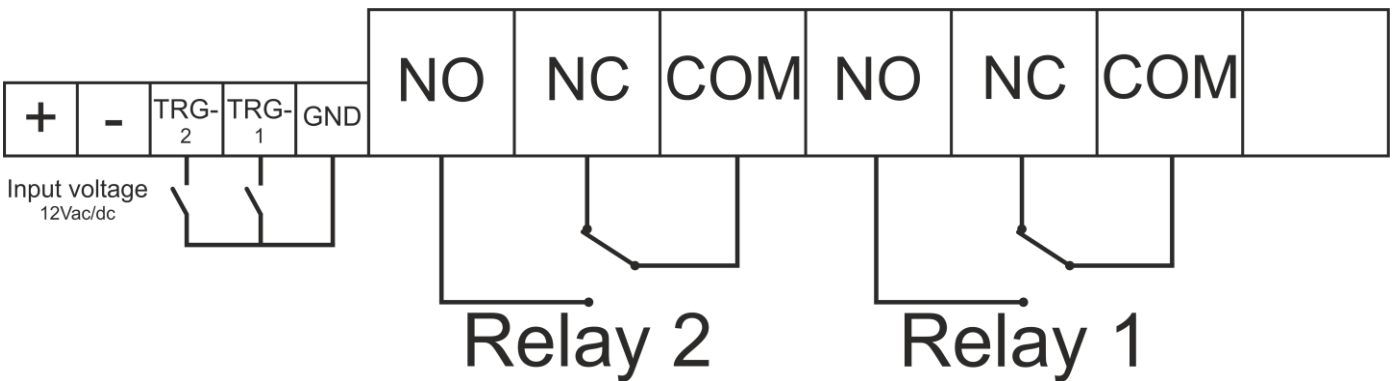 NO NC COM NO NC COM
+ - TRG-2 TRG-1 GND
Input voltage
12Vac/dc
Relay 2 Relay 1